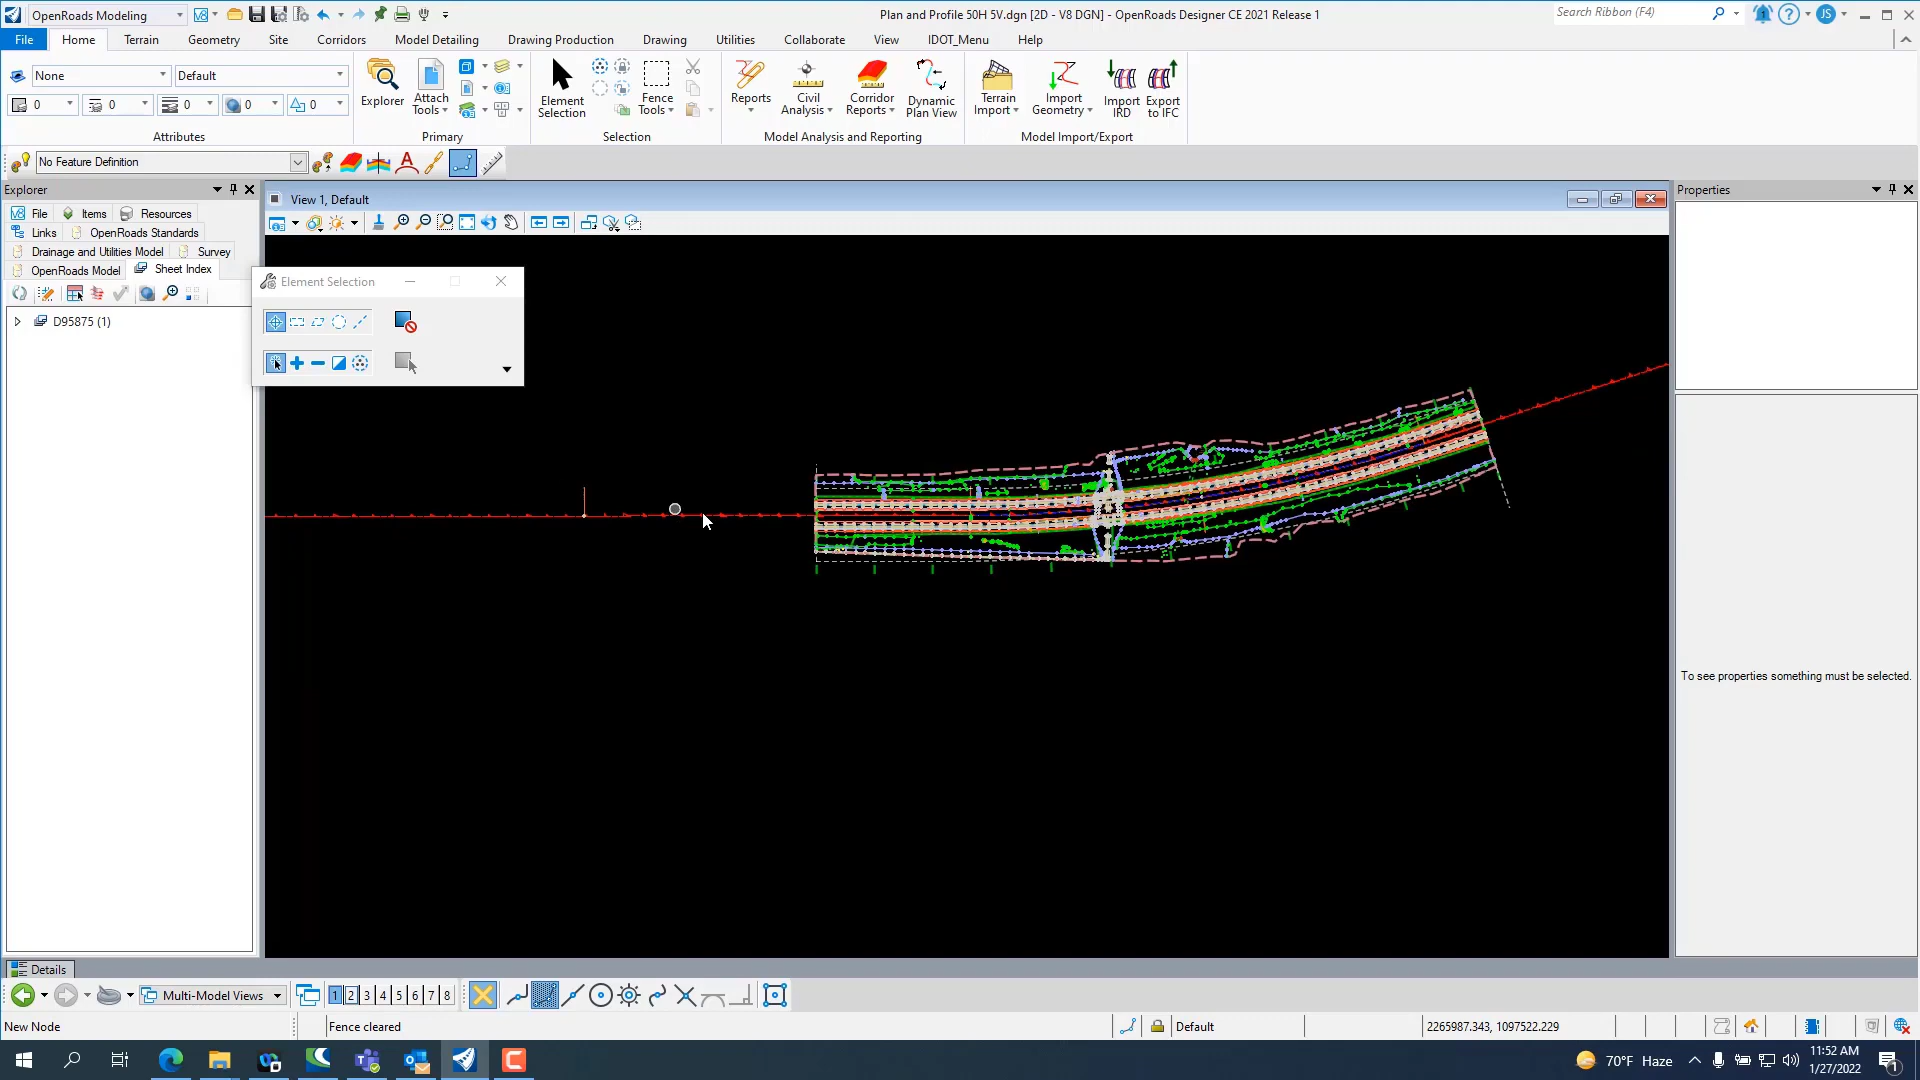 OpenRoads Modeling
Plan and Profile 50H 5V.dgn [2D - V8 DGN] - OpenRoads Designer CE 2021 Release 1
Search Ribbon (F4)
JS
File Home Terrain Geometry Site Corridors Model Detailing Drawing Production Drawing Utilities Collaborate View IDOT_Menu Help
None Default
0 0 0 0 0
Attributes
Explorer
Attach Tools
Primary
Element Selection
Fence Tools
Selection
Reports
Civil Analysis
Corridor Reports
Dynamic Plan View
Model Analysis and Reporting
Terrain Import
Import Geometry
Import IRD
Export to IFC
Model Import/Export
No Feature Definition
Explorer
File Items Resources
Links OpenRoads Standards
Drainage and Utilities Model Survey
OpenRoads Model Sheet Index
D95875 (1)
View 1, Default
Element Selection
Properties
To see properties something must be selected.
Details
Multi-Model Views 1 2 3 4 5 6 7 8
New Node
Fence cleared
Default
2265987.343, 1097522.229
70°F Haze
11:52 AM
1/27/2022
1